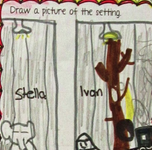 Draw a picture of the setting.
Stella
Ivan